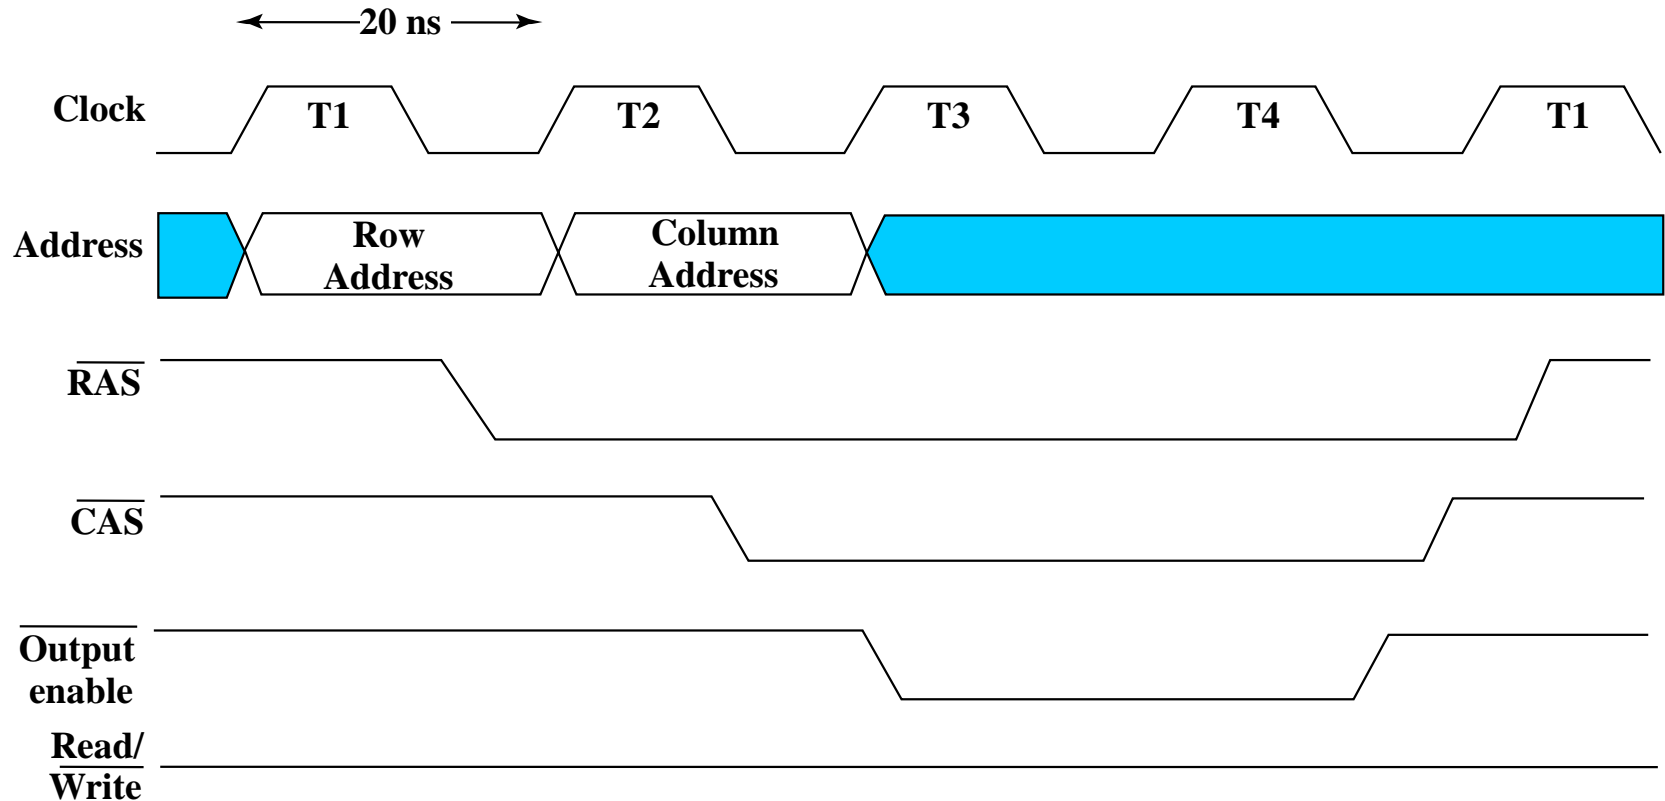 20 ns
Clock
T1
T2
T3
T4
T1
Address
Row
Address
Column
Address
RAS
CAS
Output
enable
Read/
Write